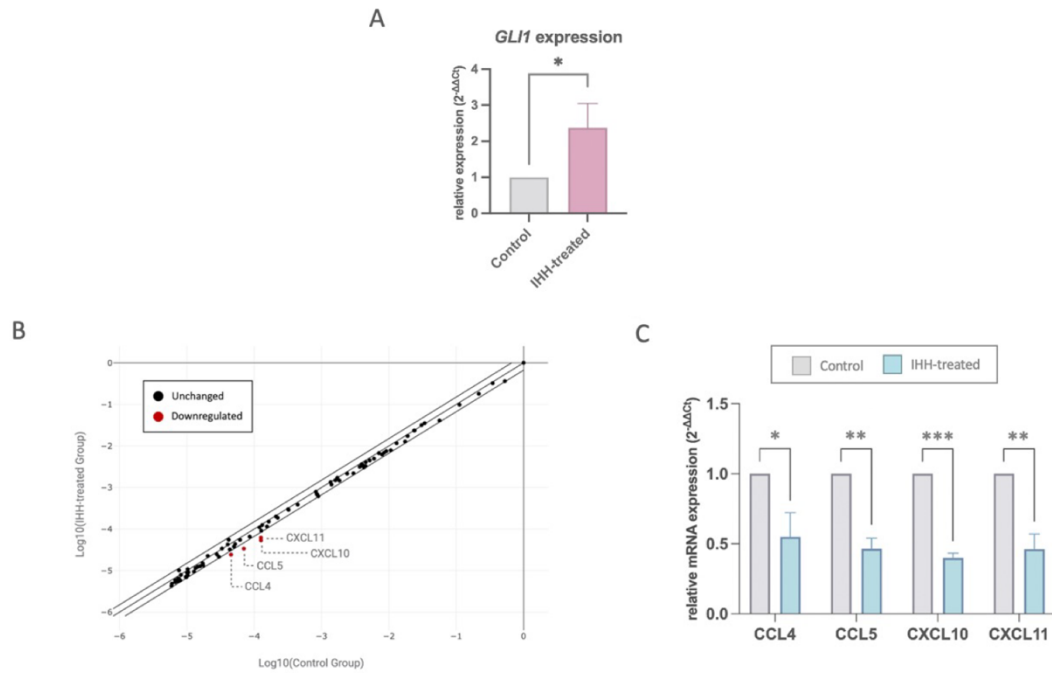 A
GLI1 expression
*
relative expression (2-ΔΔCt)
4
3
2
1
0
Control
IHH-treated
B
Log10(IHH-treated Group)
0
−1
−2
−3
−4
−5
−6
Unchanged
Downregulated
CXCL11
CXCL10
CCL5
CCL4
−6
−5
−4
−3
−2
−1
0
Log10(Control Group)
C
Control
IHH-treated
relative mRNA expression (2-ΔΔCt)
1.5
1.0
0.5
0.0
*
**
***
**
CCL4
CCL5
CXCL10
CXCL11